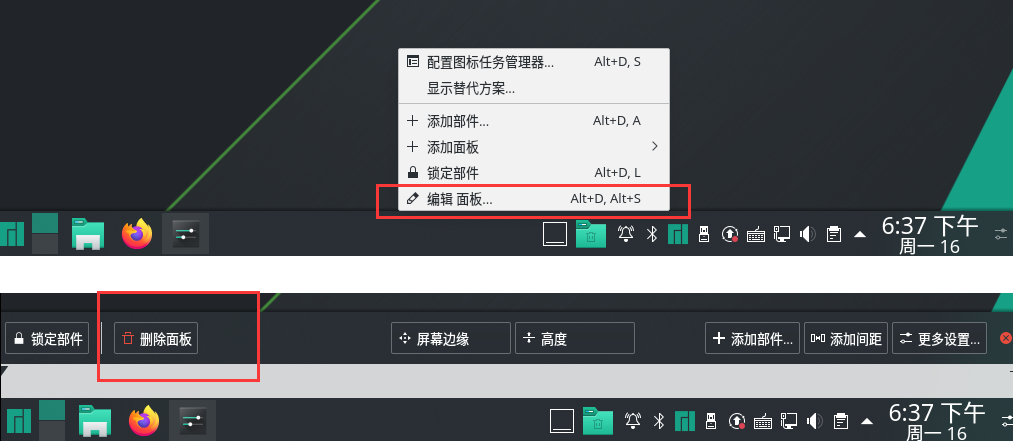 配置图标任务管理器... Alt+D, S
显示替代方案...
添加部件... Alt+D, A
添加面板
锁定部件 Alt+D, L
编辑 面板... Alt+D, Alt+S
6:37 下午
周一 16
锁定部件 删除面板 屏幕边缘 高度 添加部件... 添加间距 更多设置...
6:37 下午
周一 16